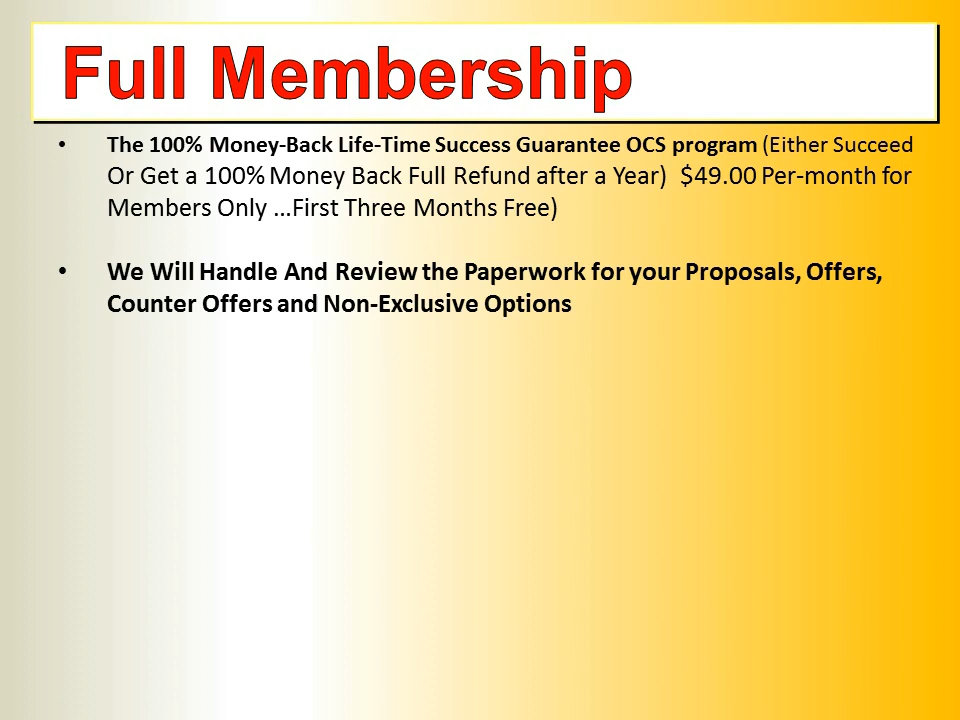 Full Membership
• The 100% Money-Back Life-Time Success Guarantee OCS program (Either Succeed
Or Get a 100% Money Back Full Refund after a Year)  $49.00 Per-month for
Members Only ...First Three Months Free)
• We Will Handle And Review the Paperwork for your Proposals, Offers,
Counter Offers and Non-Exclusive Options